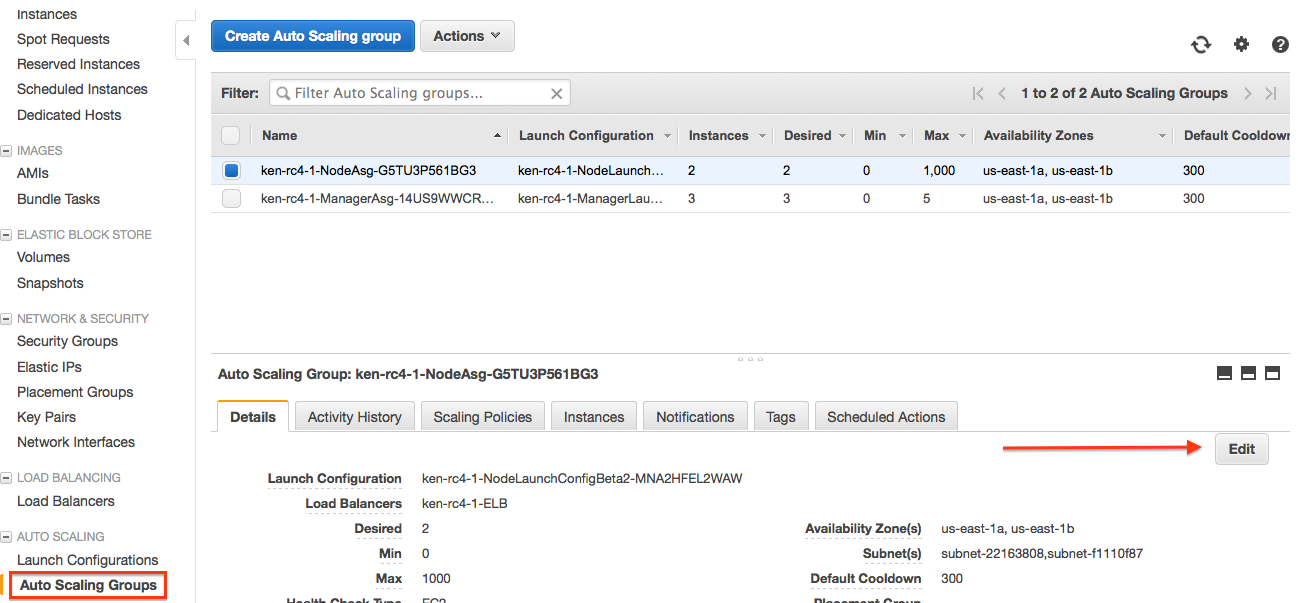 Instances
Spot Requests
Reserved Instances
Scheduled Instances
Dedicated Hosts
IMAGES
AMIs
Bundle Tasks
ELASTIC BLOCK STORE
Volumes
Snapshots
NETWORK & SECURITY
Security Groups
Elastic IPs
Placement Groups
Key Pairs
Network Interfaces
LOAD BALANCING
Load Balancers
AUTO SCALING
Launch Configurations
Auto Scaling Groups
Create Auto Scaling group Actions
Filter: Filter Auto Scaling groups... 1 to 2 of 2 Auto Scaling Groups
Name Launch Configuration Instances Desired Min Max Availability Zones Default Cooldown
ken-rc4-1-NodeAsg-G5TU3P561BG3 ken-rc4-1-NodeLaunch... 2 2 0 1,000 us-east-1a, us-east-1b 300
ken-rc4-1-ManagerAsg-14US9WWCR... ken-rc4-1-ManagerLau... 3 3 0 5 us-east-1a, us-east-1b 300
Auto Scaling Group: ken-rc4-1-NodeAsg-G5TU3P561BG3
Details Activity History Scaling Policies Instances Notifications Tags Scheduled Actions
Edit
Launch Configuration ken-rc4-1-NodeLaunchConfigBeta2-MNA2HFEL2WAW
Load Balancers ken-rc4-1-ELB
Desired 2 Availability Zone(s) us-east-1a, us-east-1b
Min 0 Subnet(s) subnet-22163808,subnet-f1110f87
Max 1000 Default Cooldown 300
Health Check Type EC2 Placement Group